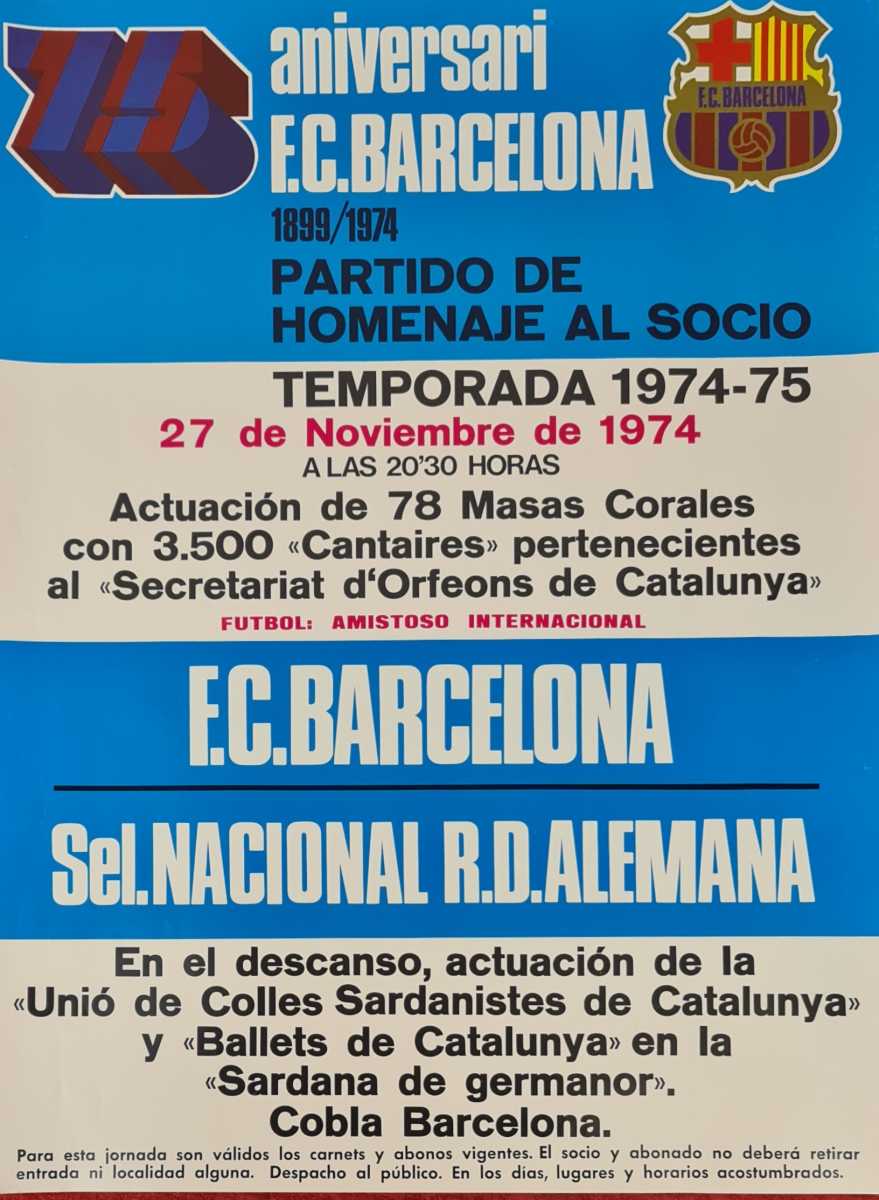 75
aniversari
F.C.BARCELONA
F.C.BARCELONA
1899/1974
PARTIDO DE
HOMENAJE AL SOCIO
TEMPORADA 1974-75
27 de Noviembre de 1974
A LAS 20'30 HORAS
Actuación de 78 Masas Corales
con 3.500 «Cantaires» pertenecientes
al «Secretariat d‘Orfeons de Catalunya»
FUTBOL: AMISTOSO INTERNACIONAL
F.C.BARCELONA
Sel.NACIONAL R.D.ALEMANA
En el descanso, actuación de la
«Unió de Colles Sardanistes de Catalunya»
y «Ballets de Catalunya» en la
«Sardana de germanor».
Cobla Barcelona.
Para esta jornada son válidos los carnets y abonos vigentes. El socio y abonado no deberá retirar
entrada ni localidad alguna. Despacho al público. En los dias, lugares y horarios acostumbrados.